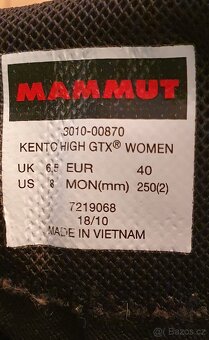 MAMMUT
3010-00870
KENTO HIGH GTX® WOMEN
UK 6.5 EUR 40
US 8 MON(mm) 250(2)
7219068
18/10
MADE IN VIETNAM
© Bazos.cz